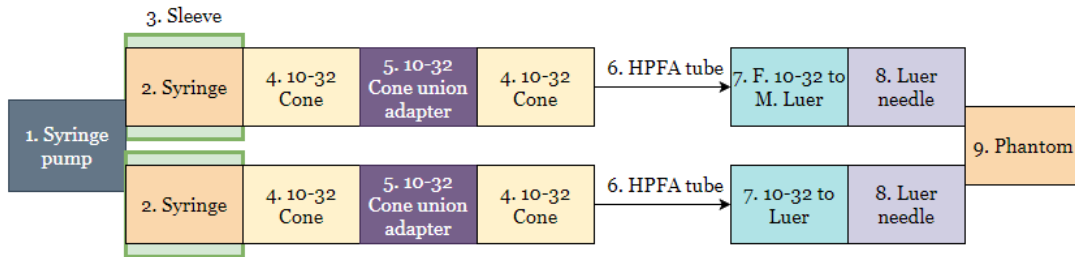 3. Sleeve
1. Syringe
pump
2. Syringe
4. 10-32
Cone
5. 10-32
Cone union
adapter
4. 10-32
Cone
6. HPFA tube
7. F. 10-32 to
M. Luer
8. Luer
needle
2. Syringe
4. 10-32
Cone
5. 10-32
Cone union
adapter
4. 10-32
Cone
6. HPFA tube
7. 10-32 to
Luer
8. Luer
needle
9. Phantom